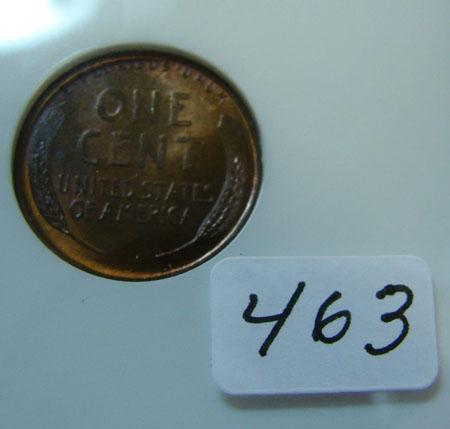 ONE
CENT
UNITED STATES
OF AMERICA
463